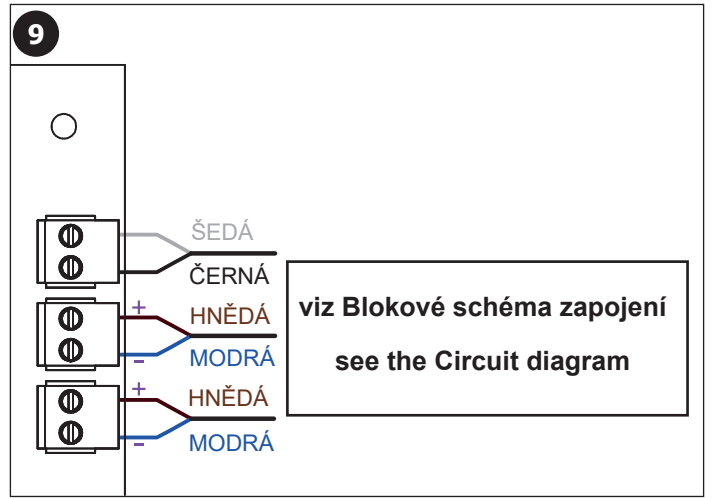 9
ŠEDÁ
ČERNÁ
+ HNĚDÁ
- MODRÁ
+ HNĚDÁ
- MODRÁ
viz Blokové schéma zapojení
see the Circuit diagram